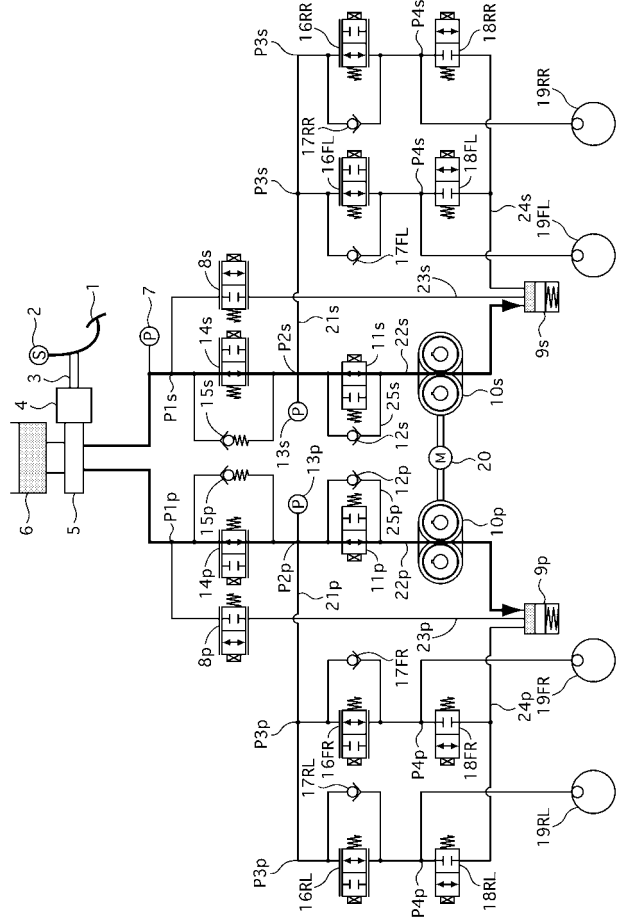 2
S
1
7
P
3
4
5
6
P1s
8s
14s
15s
P1p
15p
14p
8p
P3s
P3s
16RR
17RR
16FL
17FL
P4s
18RR
P4s
18FL
19RR
19FL
24s
23s
9s
P2s
21s
P
13s
P
13p
11s
22s
25s
12s
10s
M
20
12p
25p
11p
22p
10p
P2p
21p
23p
9p
17FR
P3p
16FR
17RL
P4p
18FR
24p
19FR
P3p
16RL
P4p
18RL
19RL